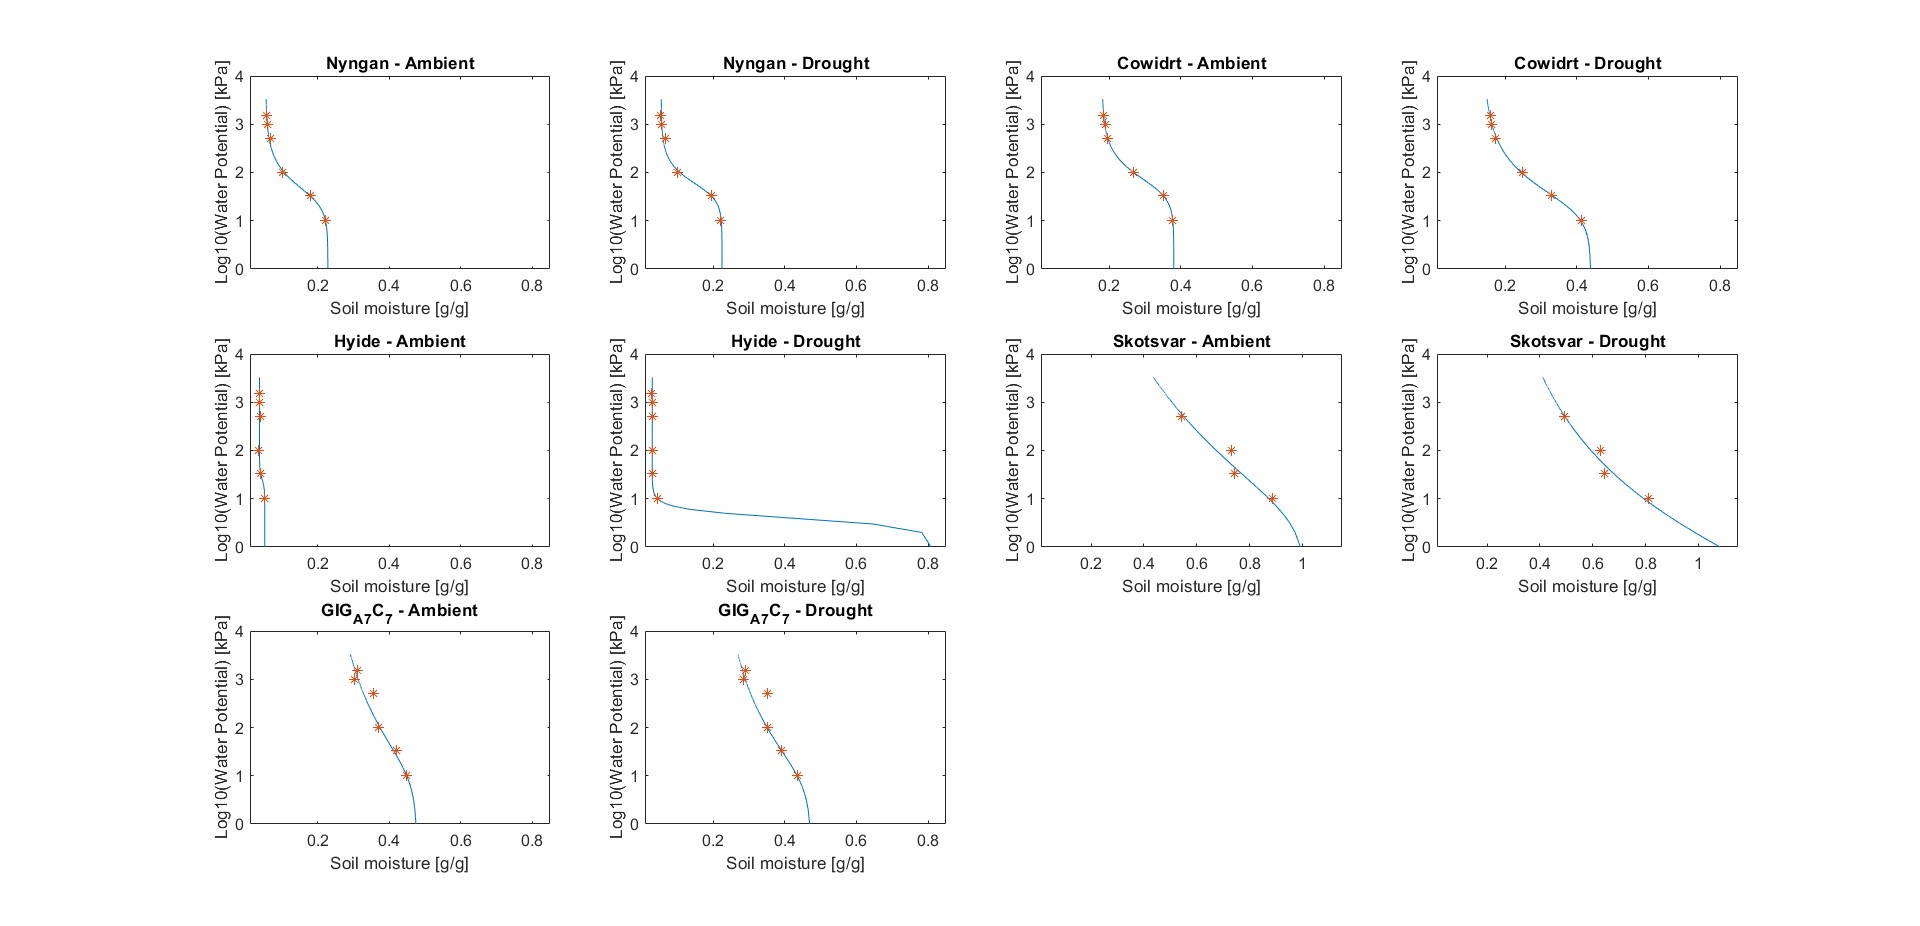 Nyngan - Ambient
Log10(Water Potential) [kPa]
4
3
2
1
0
0.2 0.4 0.6 0.8
Soil moisture [g/g]
Nyngan - Drought
Log10(Water Potential) [kPa]
4
3
2
1
0
0.2 0.4 0.6 0.8
Soil moisture [g/g]
Cowidrt - Ambient
Log10(Water Potential) [kPa]
4
3
2
1
0
0.2 0.4 0.6 0.8
Soil moisture [g/g]
Cowidrt - Drought
Log10(Water Potential) [kPa]
4
3
2
1
0
0.2 0.4 0.6 0.8
Soil moisture [g/g]
Hyide - Ambient
Log10(Water Potential) [kPa]
4
3
2
1
0
0.2 0.4 0.6 0.8
Soil moisture [g/g]
Hyide - Drought
Log10(Water Potential) [kPa]
4
3
2
1
0
0.2 0.4 0.6 0.8
Soil moisture [g/g]
Skotsvar - Ambient
Log10(Water Potential) [kPa]
4
3
2
1
0
0.2 0.4 0.6 0.8 1
Soil moisture [g/g]
Skotsvar - Drought
Log10(Water Potential) [kPa]
4
3
2
1
0
0.2 0.4 0.6 0.8 1
Soil moisture [g/g]
GIG_A7C_7 - Ambient
Log10(Water Potential) [kPa]
4
3
2
1
0
0.2 0.4 0.6 0.8
Soil moisture [g/g]
GIG_A7C_7 - Drought
Log10(Water Potential) [kPa]
4
3
2
1
0
0.2 0.4 0.6 0.8
Soil moisture [g/g]